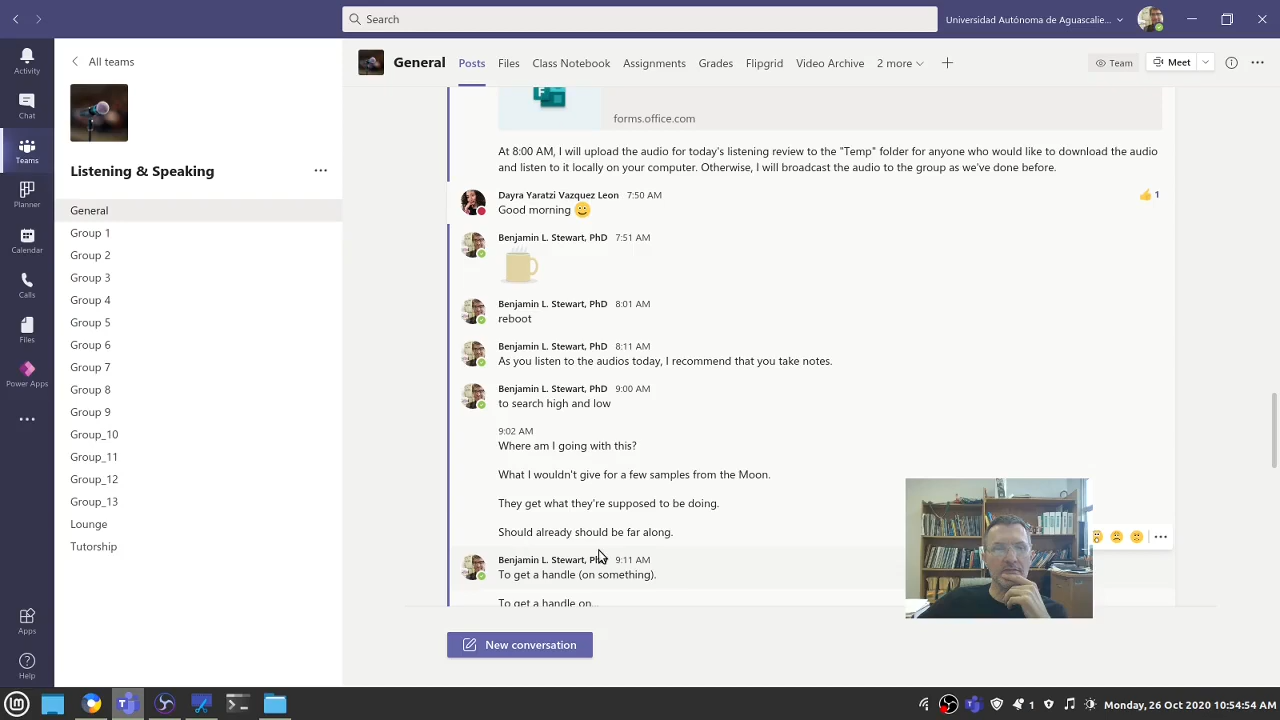 Search
Universidad Autónoma de Aguascalie...
Activity
Chat
Teams
Planner
Calendar
Calls
Files
Power Apps
Apps
Help
All teams
Listening & Speaking
General
Group 1
Group 2
Group 3
Group 4
Group 5
Group 6
Group 7
Group 8
Group 9
Group_10
Group_11
Group_12
Group_13
Lounge
Tutorship
General Posts Files Class Notebook Assignments Grades Flipgrid Video Archive 2 more
Team Meet
F
forms.office.com
At 8:00 AM, I will upload the audio for today's listening review to the "Temp" folder for anyone who would like to download the audio
and listen to it locally on your computer. Otherwise, I will broadcast the audio to the group as we've done before.
Dayra Yaratzi Vazquez Leon 7:50 AM
1
Good morning
Benjamin L. Stewart, PhD 7:51 AM
Benjamin L. Stewart, PhD 8:01 AM
reboot
Benjamin L. Stewart, PhD 8:11 AM
As you listen to the audios today, I recommend that you take notes.
Benjamin L. Stewart, PhD 9:00 AM
to search high and low
9:02 AM
Where am I going with this?
What I wouldn't give for a few samples from the Moon.
They get what they're supposed to be doing.
Should already should be far along.
Benjamin L. Stewart, PhD 9:11 AM
To get a handle (on something).
To get a handle on...
New conversation
1
Monday, 26 Oct 2020 10:54:54 AM